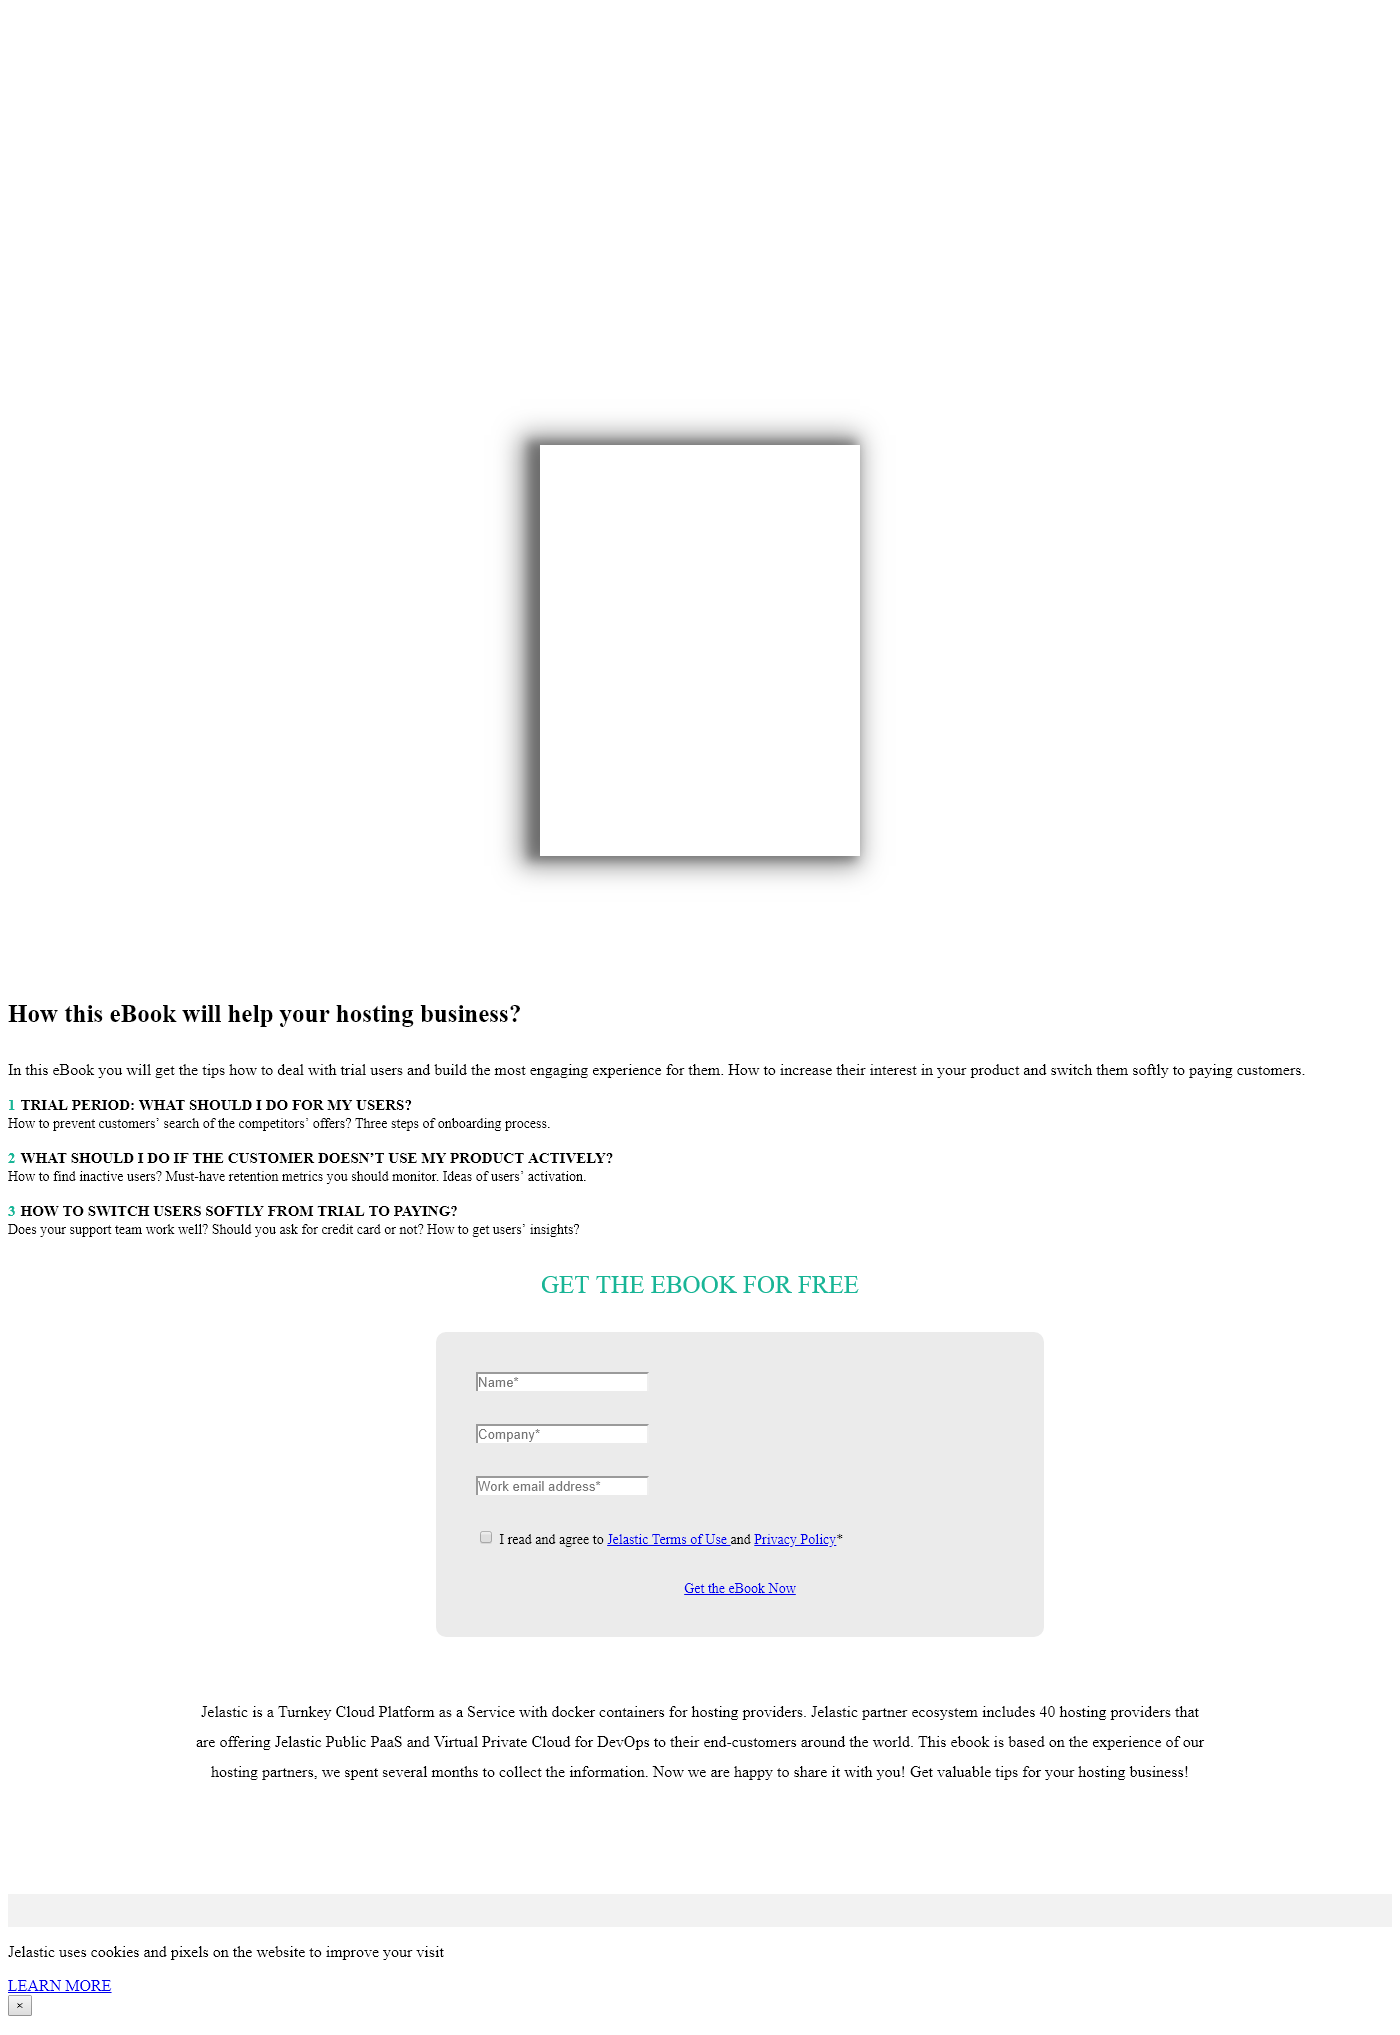 How this eBook will help your hosting business?
In this eBook you will get the tips how to deal with trial users and build the most engaging experience for them. How to increase their interest in your product and switch them softly to paying customers.
1 TRIAL PERIOD: WHAT SHOULD I DO FOR MY USERS?
How to prevent customers’ search of the competitors’ offers? Three steps of onboarding process.
2 WHAT SHOULD I DO IF THE CUSTOMER DOESN’T USE MY PRODUCT ACTIVELY?
How to find inactive users? Must-have retention metrics you should monitor. Ideas of users’ activation.
3 HOW TO SWITCH USERS SOFTLY FROM TRIAL TO PAYING?
Does your support team work well? Should you ask for credit card or not? How to get users’ insights?
GET THE EBOOK FOR FREE
Name*
Company*
Work email address*
I read and agree to Jelastic Terms of Use and Privacy Policy*
Get the eBook Now
Jelastic is a Turnkey Cloud Platform as a Service with docker containers for hosting providers. Jelastic partner ecosystem includes 40 hosting providers that
are offering Jelastic Public PaaS and Virtual Private Cloud for DevOps to their end-customers around the world. This ebook is based on the experience of our
hosting partners, we spent several months to collect the information. Now we are happy to share it with you! Get valuable tips for your hosting business!
Jelastic uses cookies and pixels on the website to improve your visit
LEARN MORE
×